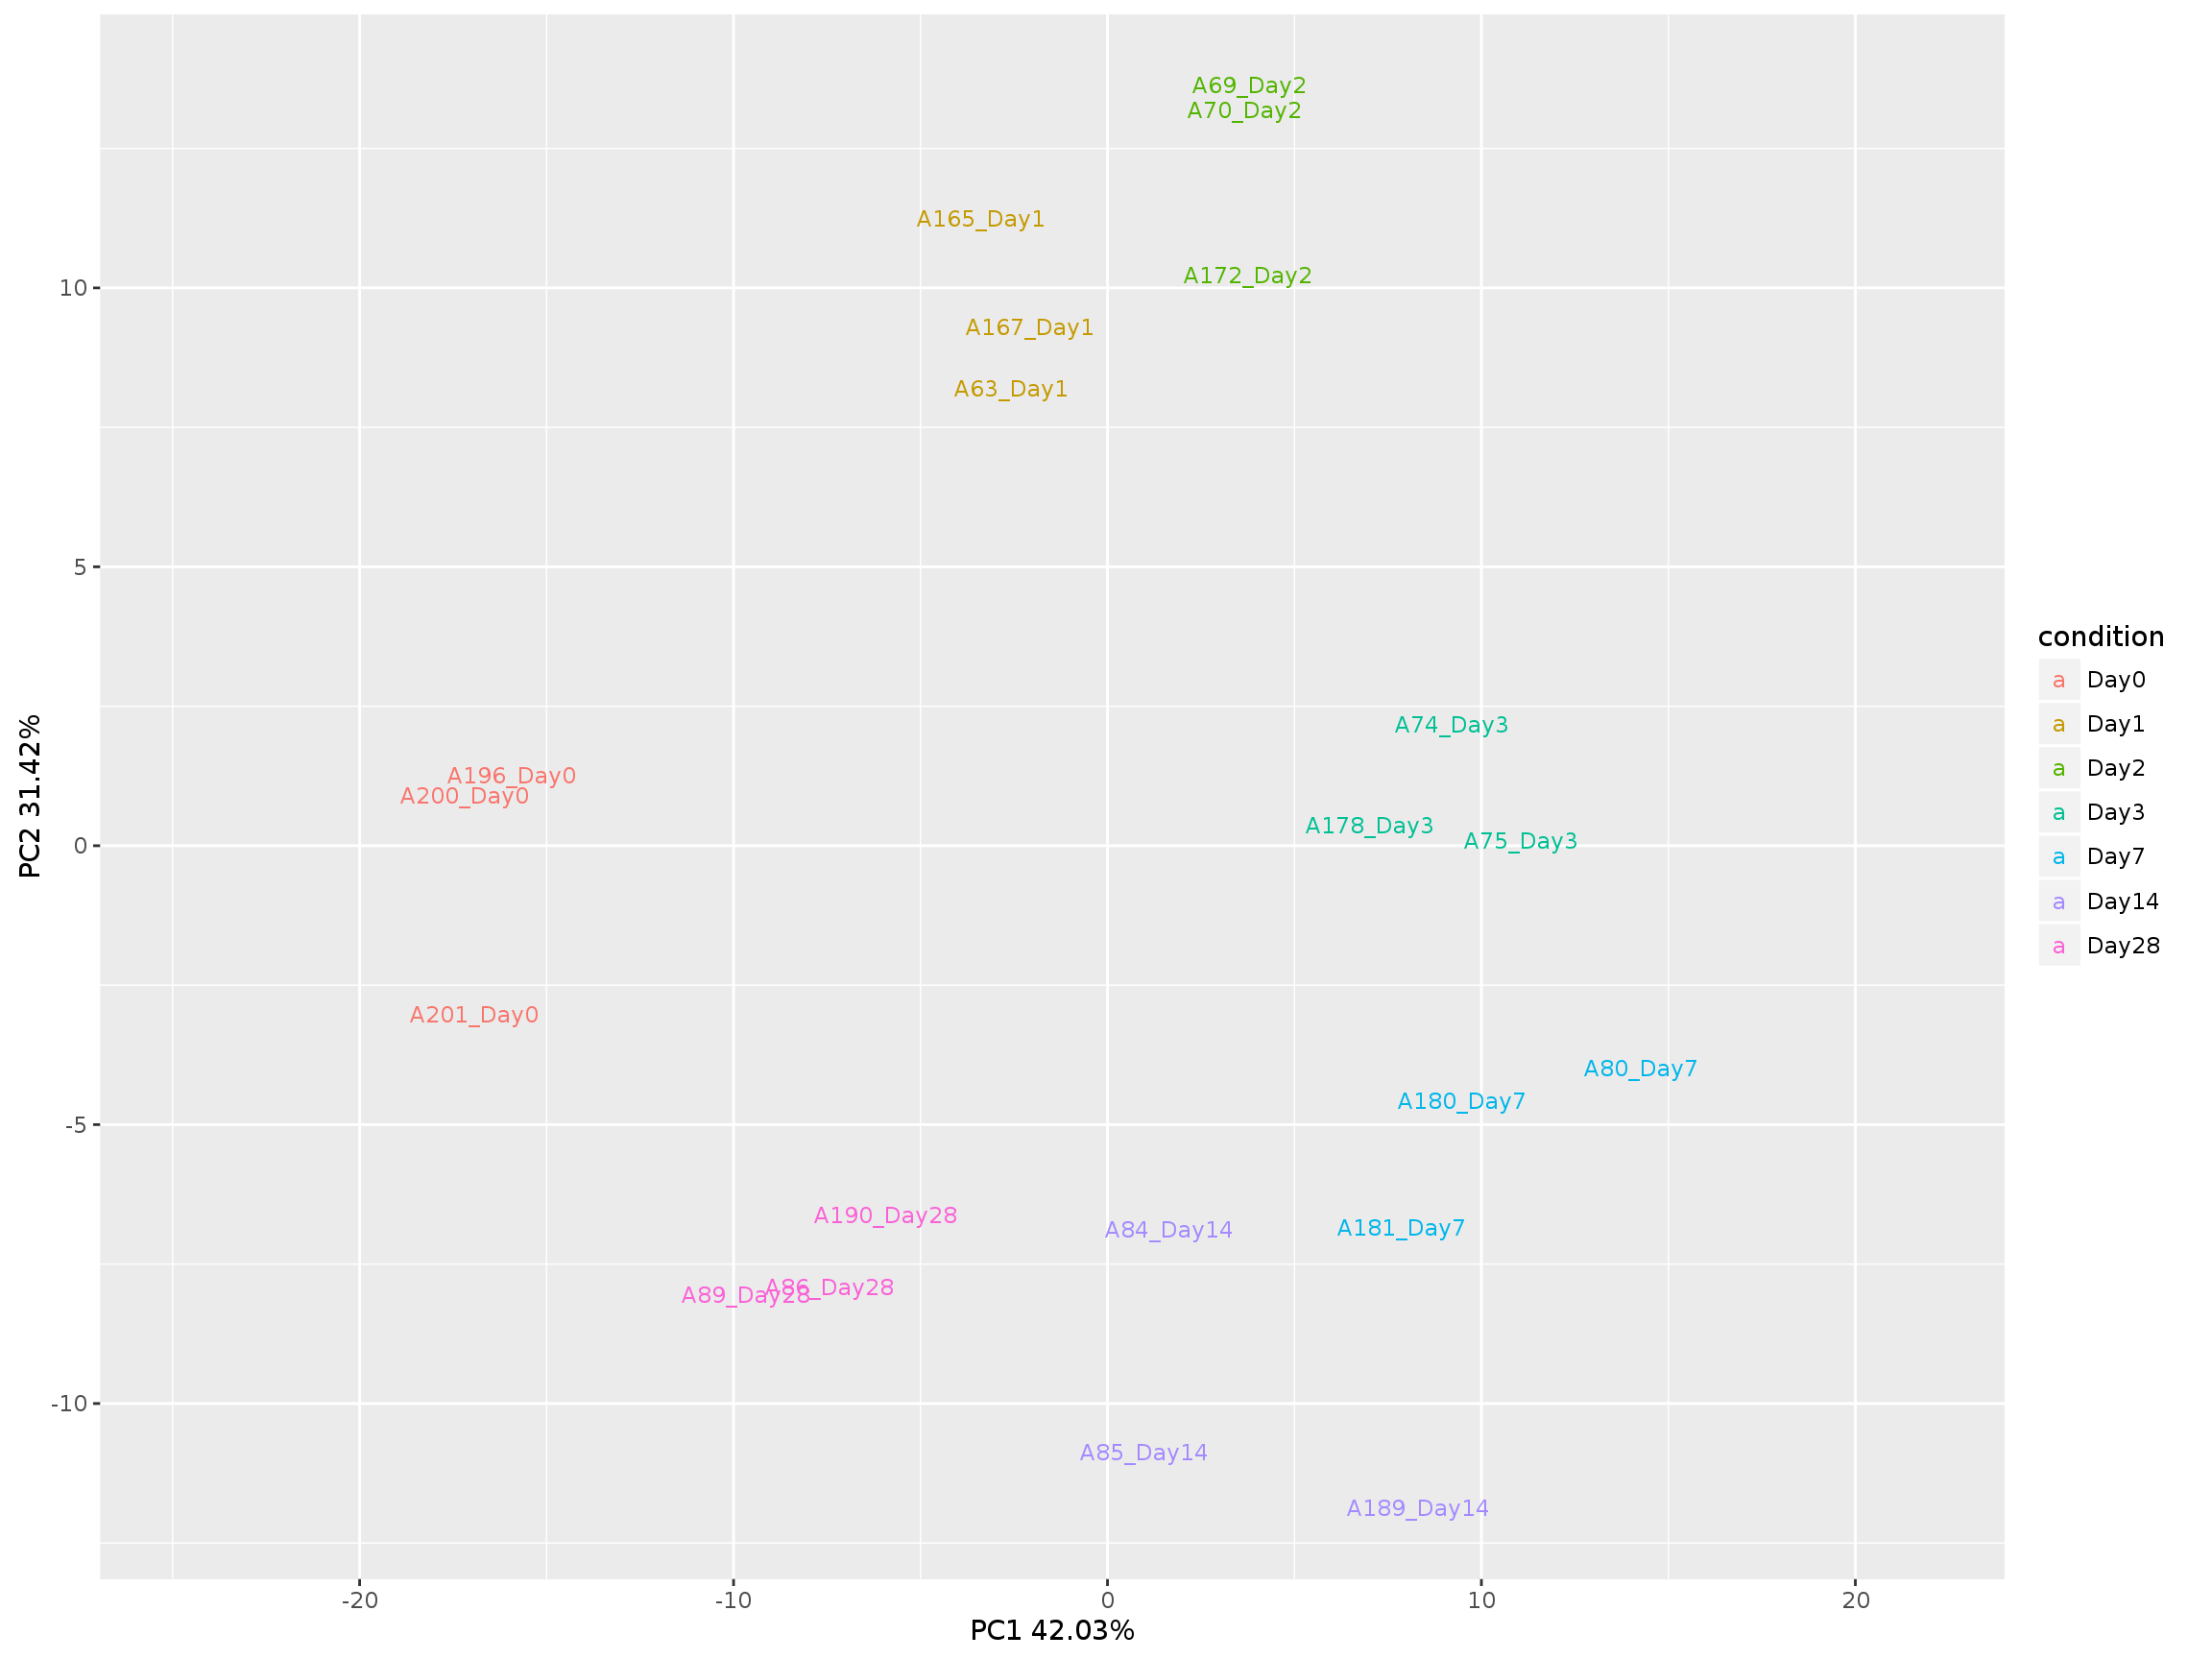 A69_Day2
A70_Day2
A165_Day1
A172_Day2
A167_Day1
A63_Day1
A74_Day3
A196_Day0
A200_Day0
A178_Day3
A75_Day3
A201_Day0
A80_Day7
A180_Day7
A190_Day28
A84_Day14
A181_Day7
A89_Day28
A86_Day28
A85_Day14
A189_Day14
10
5
0
-5
-10
PC2 31.42%
-20
-10
0
10
20
PC1 42.03%
condition
a Day0
a Day1
a Day2
a Day3
a Day7
a Day14
a Day28